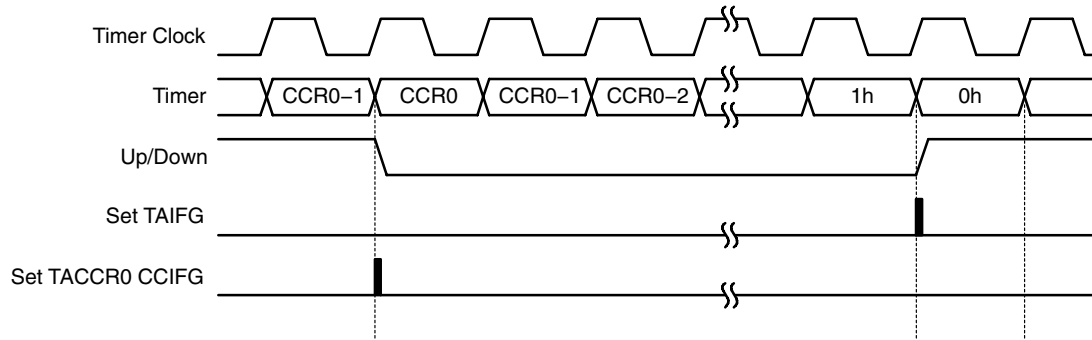 Timer Clock
Timer CCR0−1 CCR0 CCR0−1 CCR0−2 1h 0h
Up/Down
Set TAIFG
Set TACCR0 CCIFG